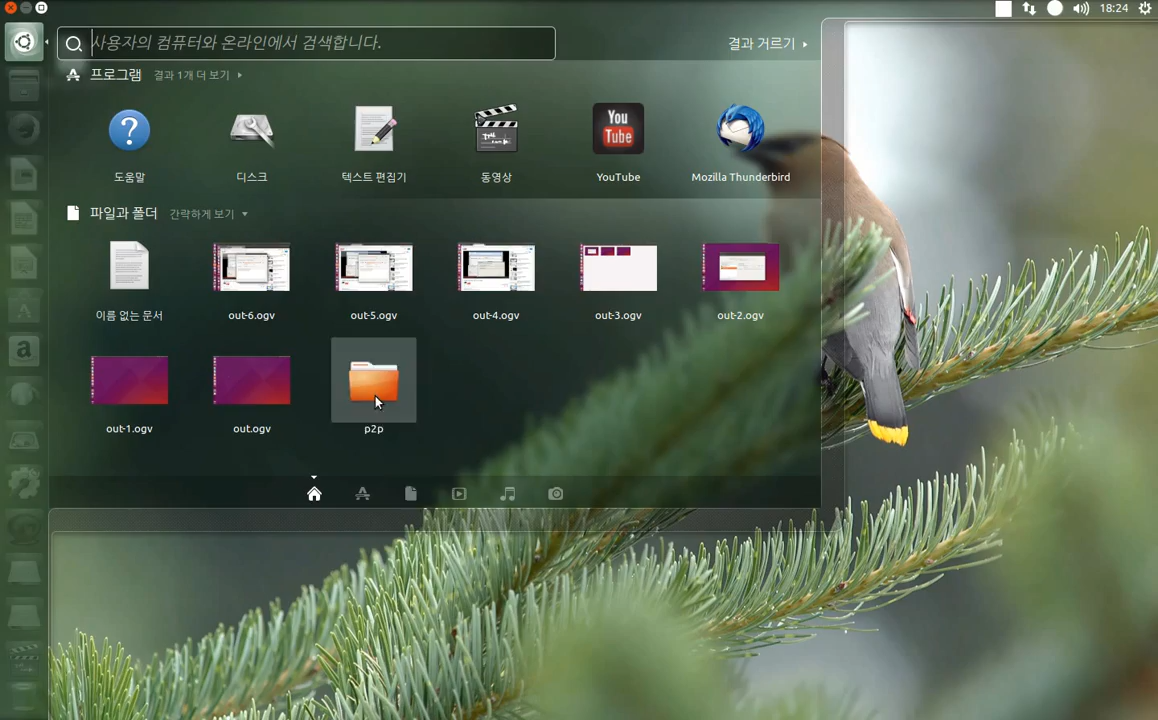 18:24
사용자의 컴퓨터와 온라인에서 검색합니다.
결과 거르기
프로그램 결과 1개 더 보기
You
Tube
도움말 디스크 텍스트 편집기 동영상 YouTube Mozilla Thunderbird
파일과 폴더 간략하게 보기
이름 없는 문서 out-6.ogv out-5.ogv out-4.ogv out-3.ogv out-2.ogv
a
out-1.ogv out.ogv p2p